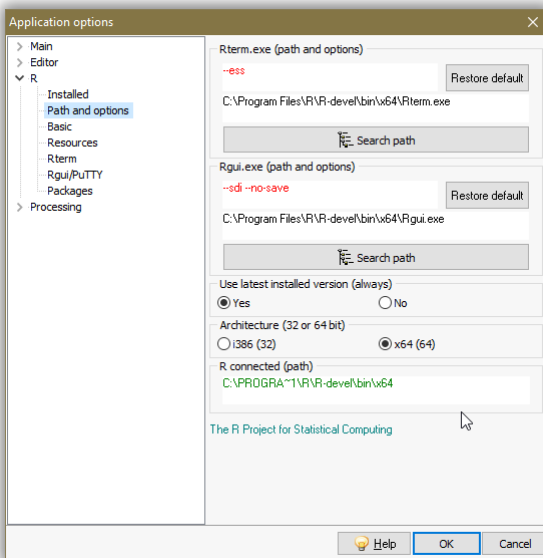 Application options
Main
Editor
R
Installed
Path and options
Basic
Resources
Rterm
Rgui/PuTTY
Packages
Processing
Rterm.exe (path and options)
--ess
Restore default
C:\Program Files\R\R-devel\bin\x64\Rterm.exe
Search path
Rgui.exe (path and options)
--sdi --no-save
Restore default
C:\Program Files\R\R-devel\bin\x64\Rgui.exe
Search path
Use latest installed version (always)
Yes No
Architecture (32 or 64 bit)
i386 (32) x64 (64)
R connected (path)
C:\PROGRA~1\R\R-devel\bin\x64
The R Project for Statistical Computing
Help OK Cancel